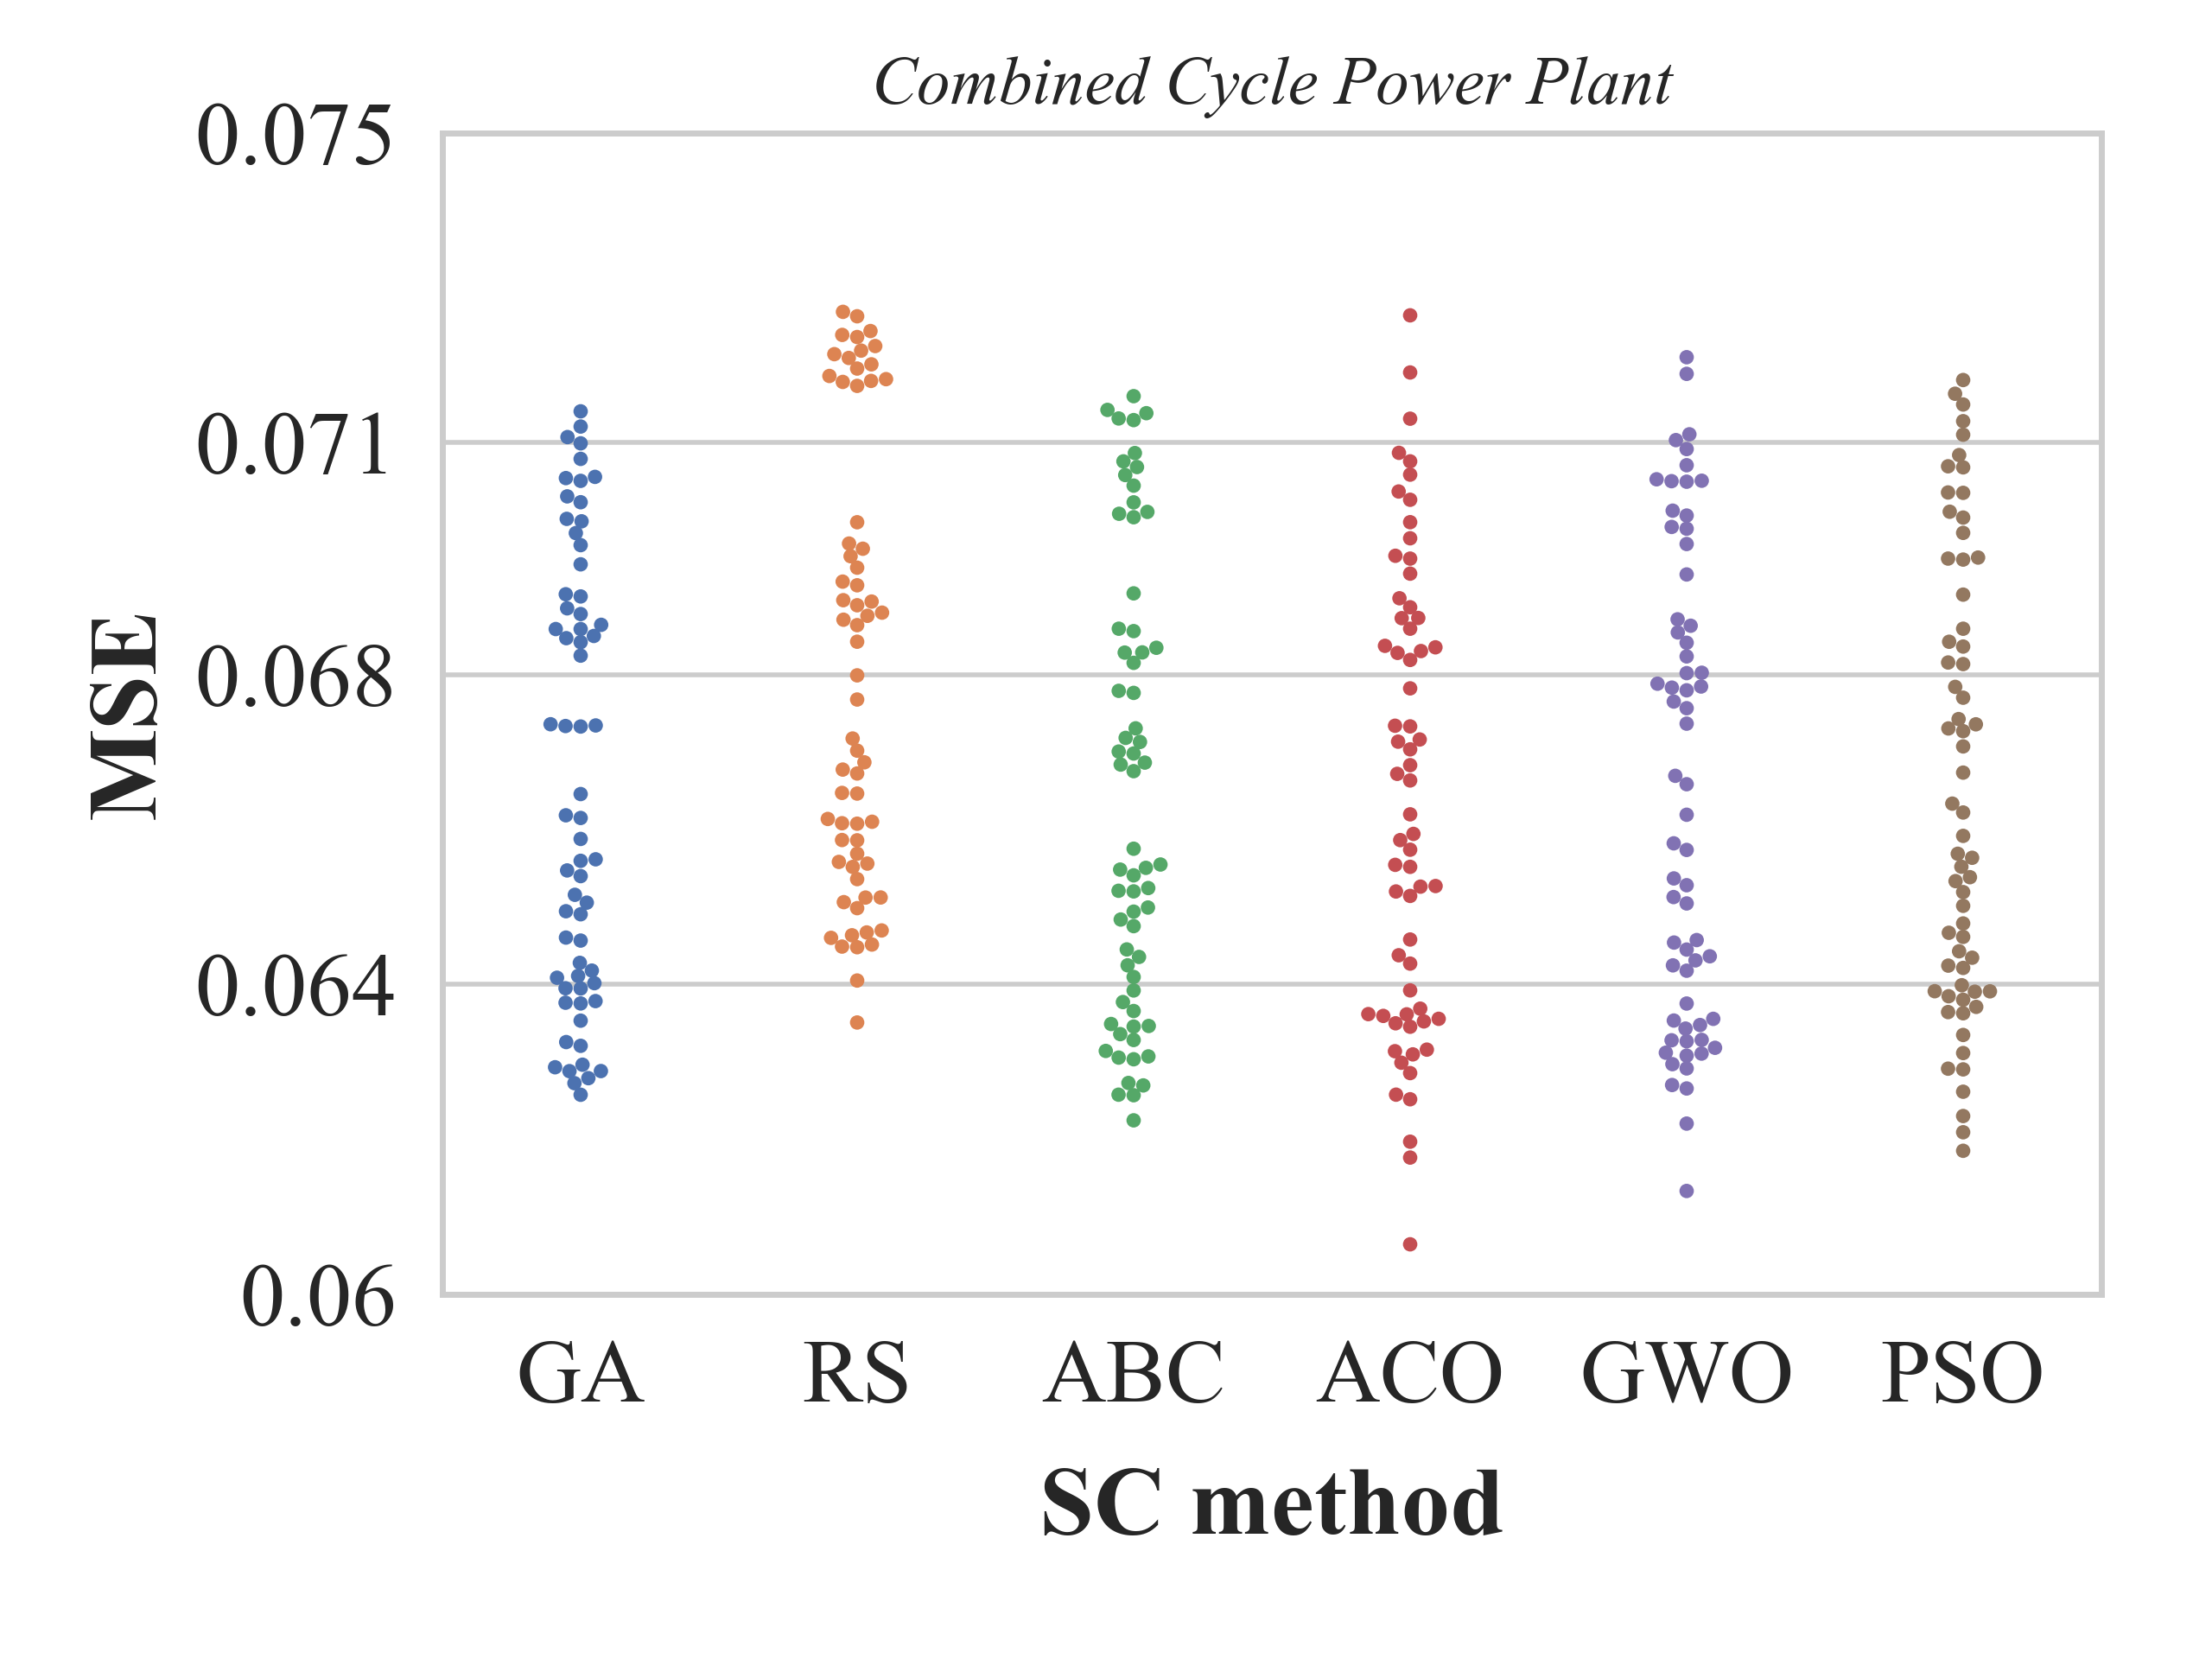 Combined Cycle Power Plant
0.075
0.071
0.068
0.064
0.06
MSE
GA RS ABC ACO GWO PSO
SC method